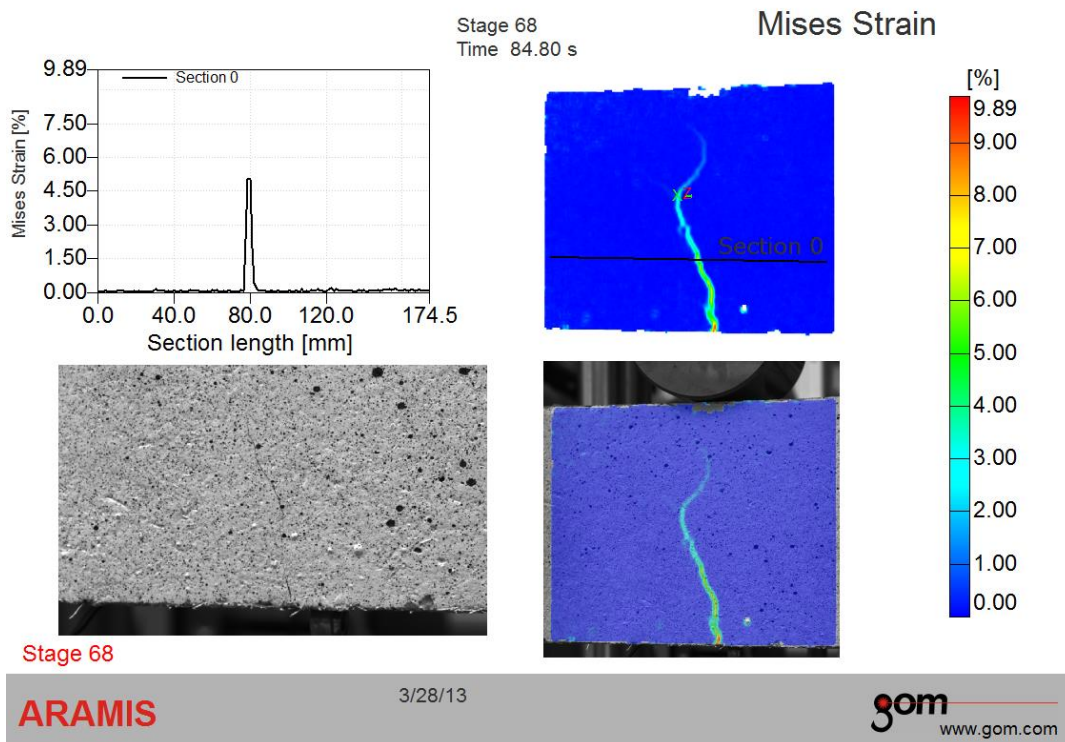 Stage 68
Time 84.80 s
Mises Strain
9.89
7.50
6.00
4.50
3.00
1.50
0.00
Mises Strain [%]
Section 0
0.0 40.0 80.0 120.0 174.5
Section length [mm]
X Z
Section 0
[%]
9.89
9.00
8.00
7.00
6.00
5.00
4.00
3.00
2.00
1.00
0.00
Stage 68
ARAMIS
3/28/13
gom
www.gom.com